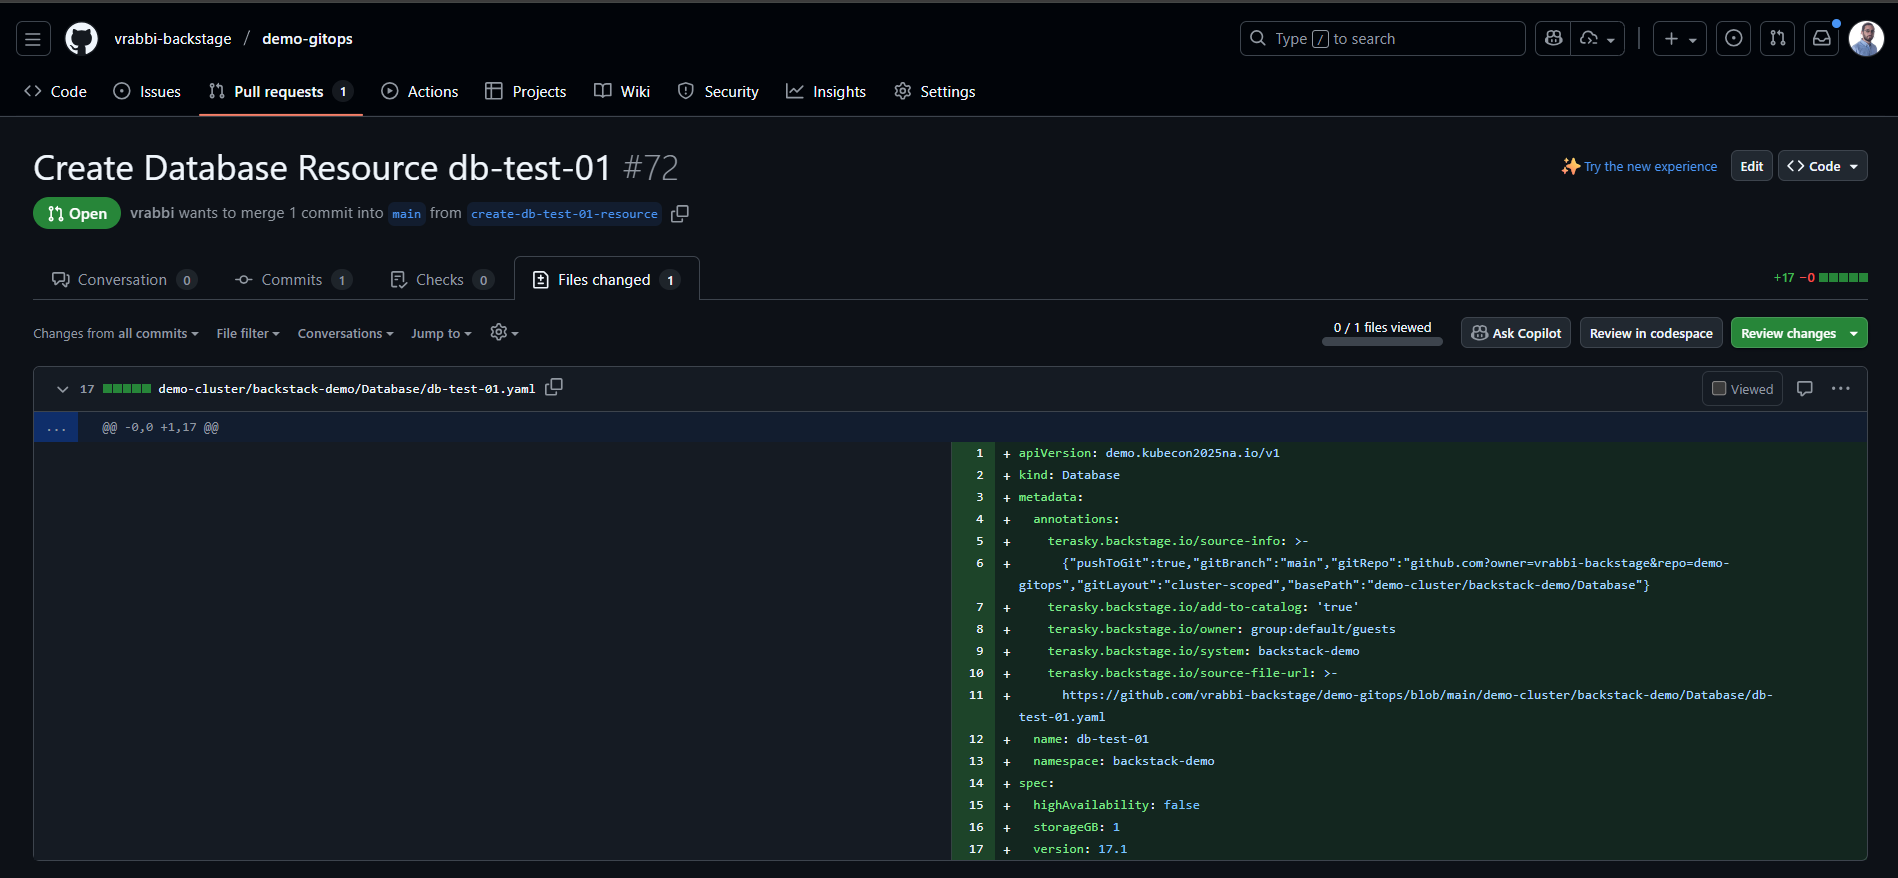 vrabbi-backstage / demo-gitops
Type / to search
Code
Issues
Pull requests 1
Actions
Projects
Wiki
Security
Insights
Settings
Create Database Resource db-test-01 #72
Try the new experience
Edit
Code
Open
vrabbi wants to merge 1 commit into main from create-db-test-01-resource
Conversation 0
Commits 1
Checks 0
Files changed 1
+17 −0
Changes from all commits
File filter
Conversations
Jump to
0 / 1 files viewed
Ask Copilot
Review in codespace
Review changes
17 demo-cluster/backstack-demo/Database/db-test-01.yaml
Viewed
... @@ -0,0 +1,17 @@
1 + apiVersion: demo.kubecon2025na.io/v1
2 + kind: Database
3 + metadata:
4 + annotations:
5 + terasky.backstage.io/source-info: >-
6 + {"pushToGit":true,"gitBranch":"main","gitRepo":"github.com?owner=vrabbi-backstage&repo=demo-
gitops","gitLayout":"cluster-scoped","basePath":"demo-cluster/backstack-demo/Database"}
7 + terasky.backstage.io/add-to-catalog: 'true'
8 + terasky.backstage.io/owner: group:default/guests
9 + terasky.backstage.io/system: backstack-demo
10 + terasky.backstage.io/source-file-url: >-
11 + https://github.com/vrabbi-backstage/demo-gitops/blob/main/demo-cluster/backstack-demo/Database/db-
test-01.yaml
12 + name: db-test-01
13 + namespace: backstack-demo
14 + spec:
15 + highAvailability: false
16 + storageGB: 1
17 + version: 17.1